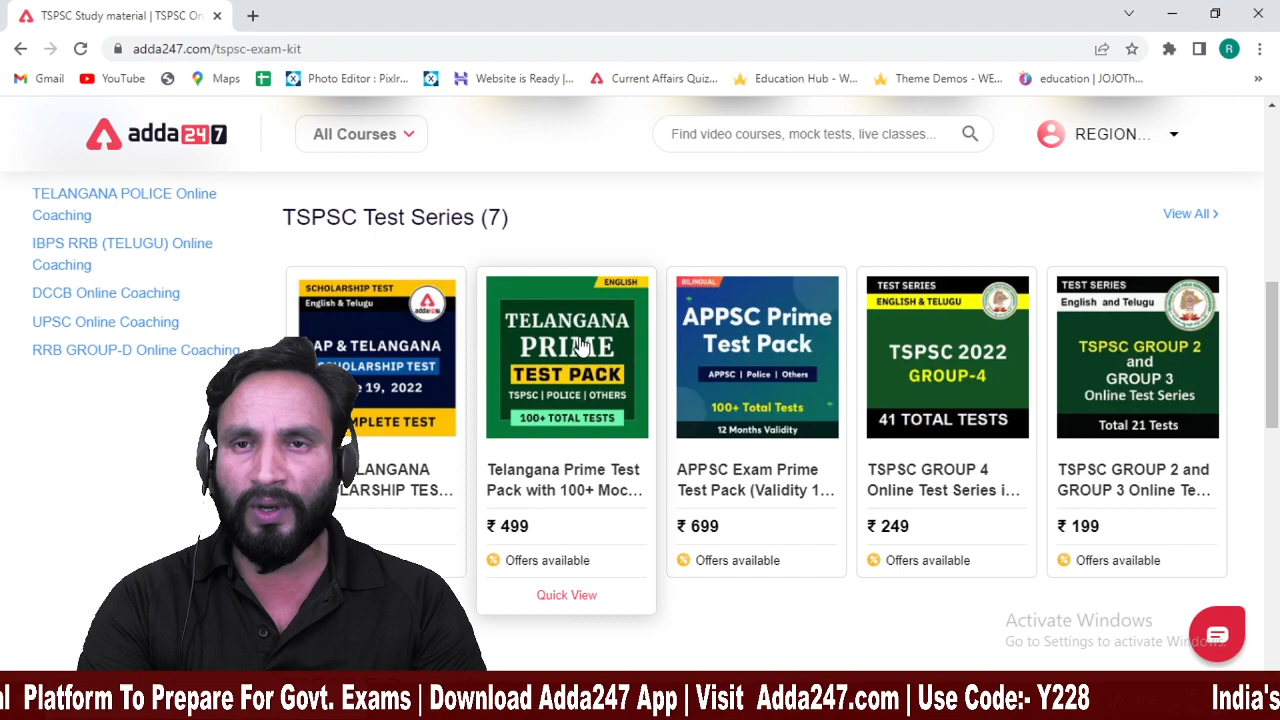 TSPSC Study material | TSPSC On
adda247.com/tspsc-exam-kit
R
Gmail
YouTube
Maps
Photo Editor : Pixlr...
Website is Ready |...
Current Affairs Quiz...
Education Hub - W...
Theme Demos - WE...
education | JOJOTh...
adda247
All Courses
Find video courses, mock tests, live classes...
REGION...
TELANGANA POLICE Online
Coaching
IBPS RRB (TELUGU) Online
Coaching
DCCB Online Coaching
UPSC Online Coaching
RRB GROUP-D Online Coaching
TSPSC Test Series (7)
View All
SCHOLARSHIP TEST
English & Telugu
adda247
AP & TELANGANA
SCHOLARSHIP TEST
e 19, 2022
MPLETE TEST
LANGANA
LARSHIP TES...
ENGLISH
TELANGANA
PRIME
TEST PACK
TSPSC | POLICE | OTHERS
100+ TOTAL TESTS
Telangana Prime Test
Pack with 100+ Moc...
₹ 499
Offers available
Quick View
BILINGUAL
APPSC Prime
Test Pack
APPSC | Police | Others
100+ Total Tests
12 Months Validity
APPSC Exam Prime
Test Pack (Validity 1...
₹ 699
Offers available
TEST SERIES
ENGLISH & TELUGU
TSPSC 2022
GROUP-4
41 TOTAL TESTS
TSPSC GROUP 4
Online Test Series i...
₹ 249
Offers available
TEST SERIES
English and Telugu
TSPSC GROUP 2
and
GROUP 3
Online Test Series
Total 21 Tests
TSPSC GROUP 2 and
GROUP 3 Online Te...
₹ 199
Offers available
Activate Windows
Go to Settings to activate Windows.
al Platform To Prepare For Govt. Exams | Download Adda247 App | Visit Adda247.com | Use Code:- Y228 India's